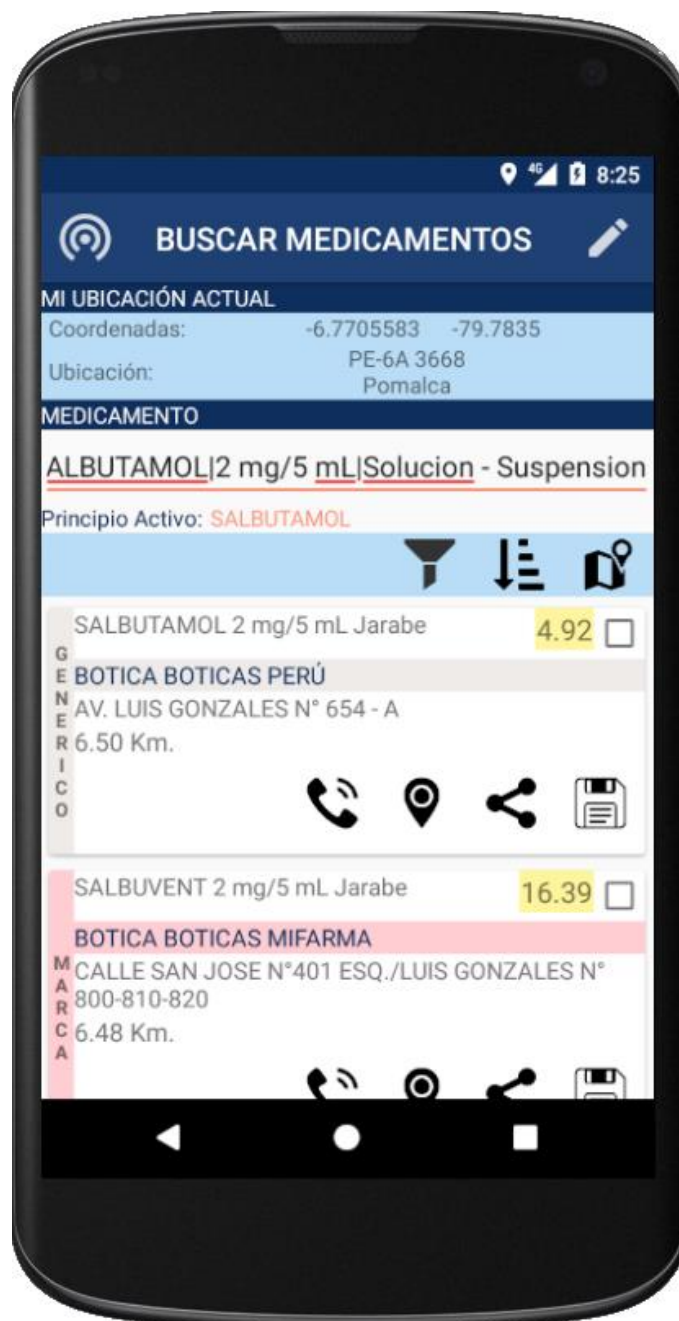 4G 8:25
BUSCAR MEDICAMENTOS
MI UBICACIÓN ACTUAL
Coordenadas: -6.7705583 -79.7835
Ubicación: PE-6A 3668
Pomalca
MEDICAMENTO
ALBUTAMOL|2 mg/5 mL|Solucion - Suspension
Principio Activo: SALBUTAMOL
GENERICO
SALBUTAMOL 2 mg/5 mL Jarabe 4.92
BOTICA BOTICAS PERÚ
AV. LUIS GONZALES N° 654 - A
6.50 Km.
MARCA
SALBUVENT 2 mg/5 mL Jarabe 16.39
BOTICA BOTICAS MIFARMA
CALLE SAN JOSE N°401 ESQ./LUIS GONZALES N°
800-810-820
6.48 Km.